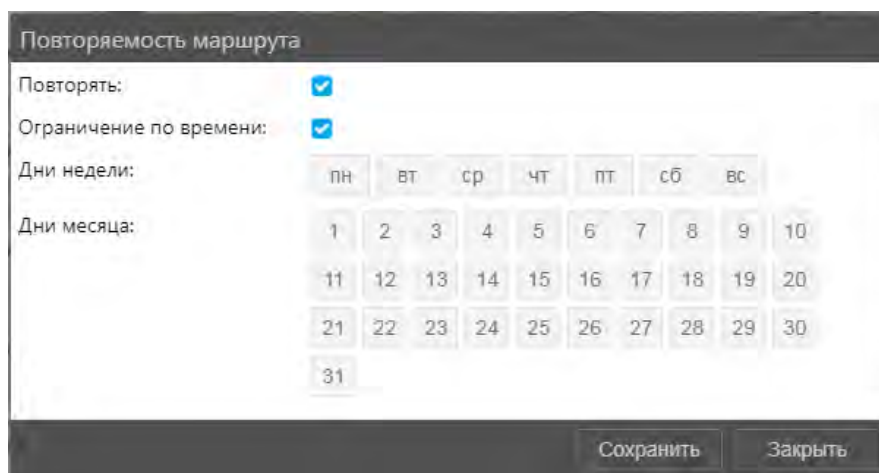 Повторяемость маршрута
Повторять:
Ограничение по времени:
Дни недели: пн вт ср чт пт сб вс
Дни месяца: 1 2 3 4 5 6 7 8 9 10
11 12 13 14 15 16 17 18 19 20
21 22 23 24 25 26 27 28 29 30
31
Сохранить Закрыть